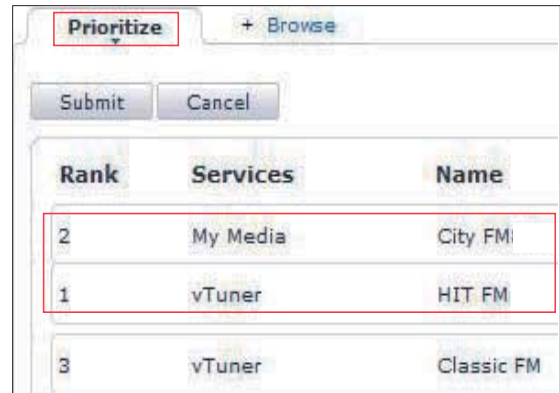 Prioritize + Browse
Submit Cancel
Rank Services Name
2 My Media City FM
1 vTuner HIT FM
3 vTuner Classic FM